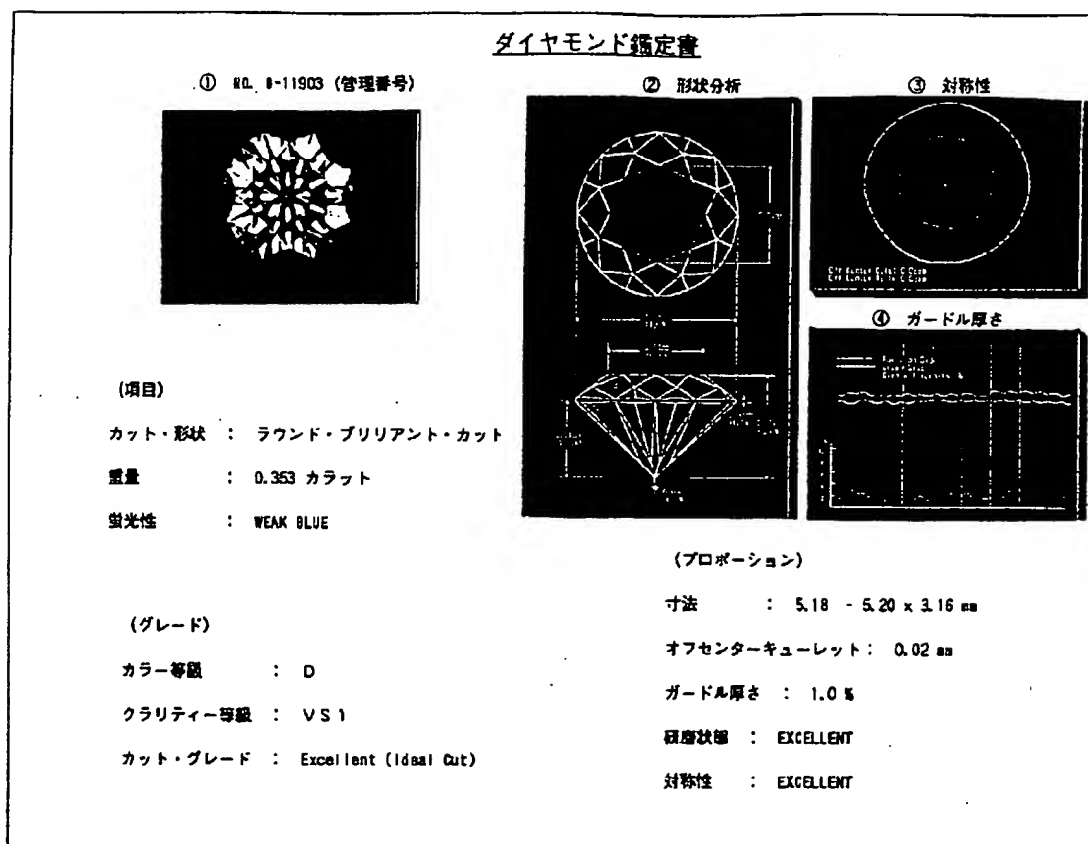 ダイヤモンド鑑定書
① NO. 8-11903 (管理番号)
② 形状分析
③ 対称性
④ ガードル厚さ
(項目)
カット・形状 : ラウンド・ブリリアント・カット
重量 : 0.353 カラット
蛍光性 : WEAK BLUE
(グレード)
カラー等級 : D
クラリティー等級 : VS1
カット・グレード : Excellent (Ideal Cut)
(プロポーション)
寸法 : 5.18 - 5.20 x 3.16 mm
オフセンターキューレット : 0.02 mm
ガードル厚さ : 1.0 %
研磨状態 : EXCELLENT
対称性 : EXCELLENT